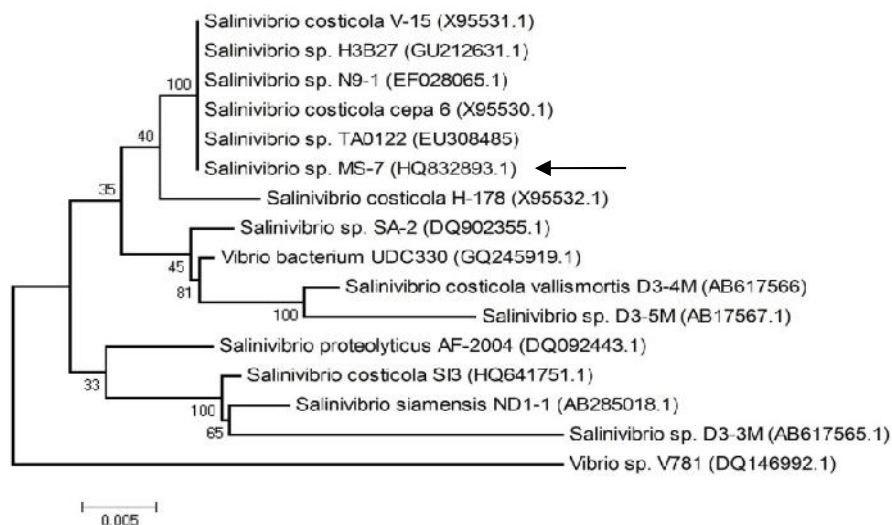 Salinivibrio costicola V-15 (X95531.1)
Salinivibrio sp. H3B27 (GU212631.1)
100
Salinivibrio sp. N9-1 (EF028065.1)
Salinivibrio costicola cepa 6 (X95530.1)
40
Salinivibrio sp. TA0122 (EU308485)
Salinivibrio sp. MS-7 (HQ832893.1)
35
Salinivibrio costicola H-178 (X95532.1)
Salinivibrio sp. SA-2 (DQ902355.1)
Vibrio bacterium UDC330 (GQ245919.1)
45
Salinivibrio costicola vallismortis D3-4M (AB617566)
81
100
Salinivibrio sp. D3-5M (AB17567.1)
Salinivibrio proteolyticus AF-2004 (DQ092443.1)
33
Salinivibrio costicola SI3 (HQ641751.1)
100
Salinivibrio siamensis ND1-1 (AB285018.1)
65
Salinivibrio sp. D3-3M (AB617565.1)
Vibrio sp. V781 (DQ146992.1)
0.005